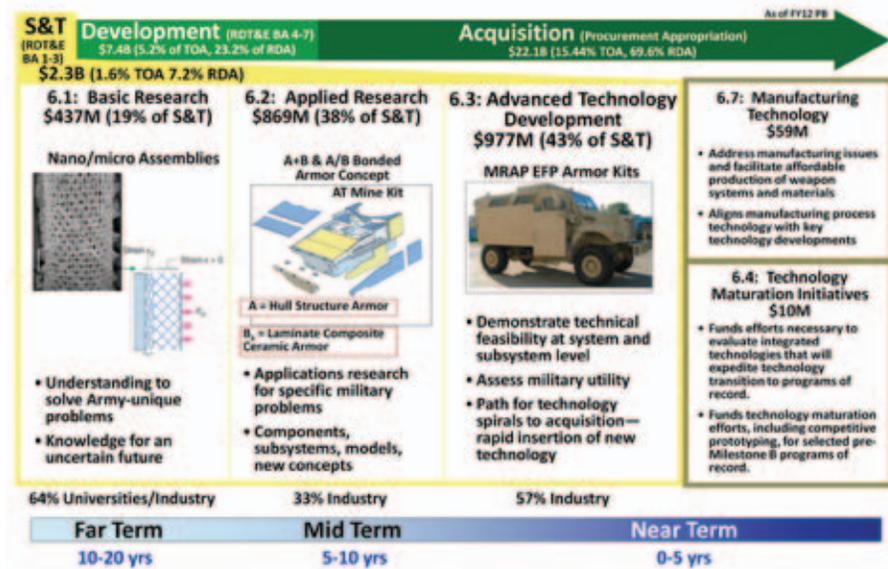 As of FY12 PB
S&T
(RDT&E
BA 1-3)
Development (RDT&E BA 4-7)
$7.4B (5.2% of TOA, 23.2% of RDA)
Acquisition (Procurement Appropriation)
$22.1B (15.44% TOA, 69.6% RDA)
$2.3B (1.6% TOA 7.2% RDA)
6.1: Basic Research
$437M (19% of S&T)
Nano/micro Assemblies
• Understanding to
solve Army-unique
problems
• Knowledge for an
uncertain future
6.2: Applied Research
$869M (38% of S&T)
A+B & A/B Bonded
Armor Concept
AT Mine Kit
A = Hull Structure Armor
= Laminate Composite
Ceramic Armor
• Applications research
for specific military
problems
• Components,
subsystems, models,
new concepts
6.3: Advanced Technology
Development
$977M (43% of S&T)
MRAP EFP Armor Kits
• Demonstrate technical
feasibility at system and
subsystem level
• Assess military utility
• Path for technology
spirals to acquisition—
rapid insertion of new
technology
6.7: Manufacturing
Technology
$59M
• Address manufacturing issues
and facilitate affordable
production of weapon
systems and materials
• Aligns manufacturing process
technology with key
technology developments
6.4: Technology
Maturation Initiatives
$10M
• Funds efforts necessary to
evaluate integrated
technologies that will
expedite technology
transition to programs of
record.
• Funds technology maturation
efforts, including competitive
prototyping, for selected pre-
Milestone B programs of
record.
64% Universities/Industry
33% Industry
57% Industry
Far Term
Mid Term
Near Term
10-20 yrs
5-10 yrs
0-5 yrs